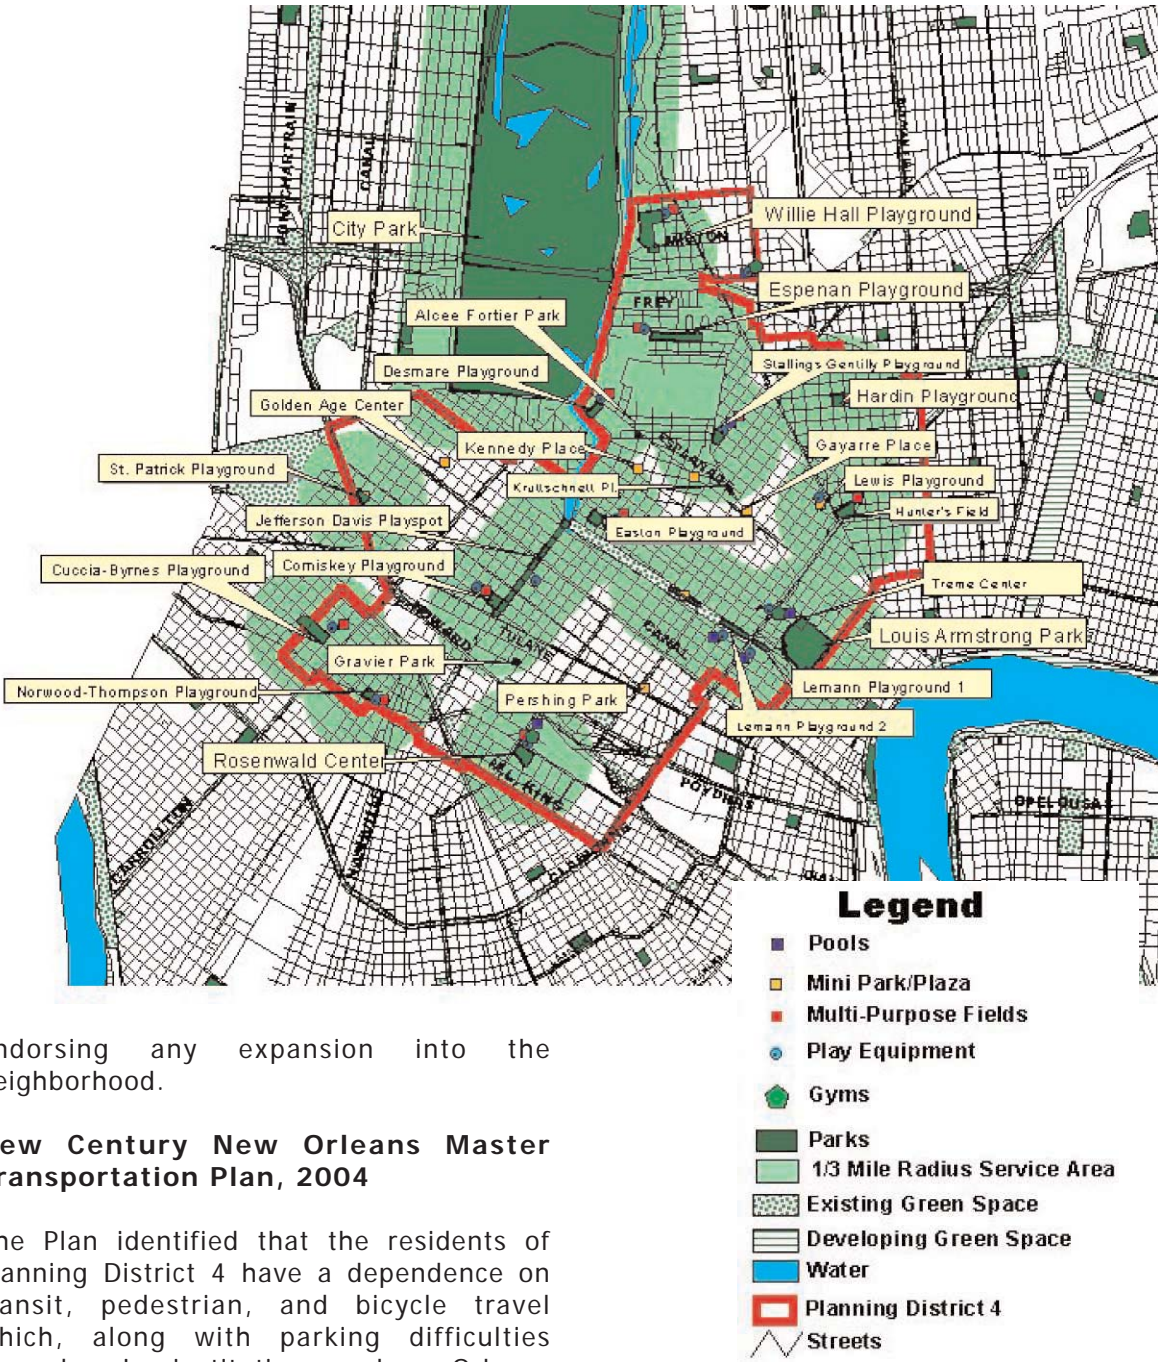 PONTCHARTRAIN
CANAL
City Park
Willie Hall Playground
MIRTON
Espenan Playground
FREY
Alcee Fortier Park
Stallings Gentilly Playground
Desmare Playground
Hardin Playground
Golden Age Center
Gayarre Place
Kennedy Place
ESPLANADE
St. Patrick Playground
Lewis Playground
Krutschnell Pl.
Hunter's Field
Jefferson Davis Playspot
Easton Playground
Cuccia-Byrnes Playground
Comiskey Playground
Treme Center
HOWARD
TULANE
CANAL
Louis Armstrong Park
Gravier Park
Norwood-Thompson Playground
Pershing Park
Lemann Playground 1
Lemann Playground 2
Rosenwald Center
POYDRAS
OPELOUSAS
CARROLLTON
NASHVILLE
CLAIBORNE
Legend
Pools
Mini Park/Plaza
Multi-Purpose Fields
Play Equipment
Gyms
Parks
1/3 Mile Radius Service Area
Existing Green Space
Developing Green Space
Water
Planning District 4
Streets
ndorsing any expansion into the
eighborhood.
ew Century New Orleans Master
ransportation Plan, 2004
he Plan identified that the residents of
lanning District 4 have a dependence on
ansit, pedestrian, and bicycle travel
hich, along with parking difficulties